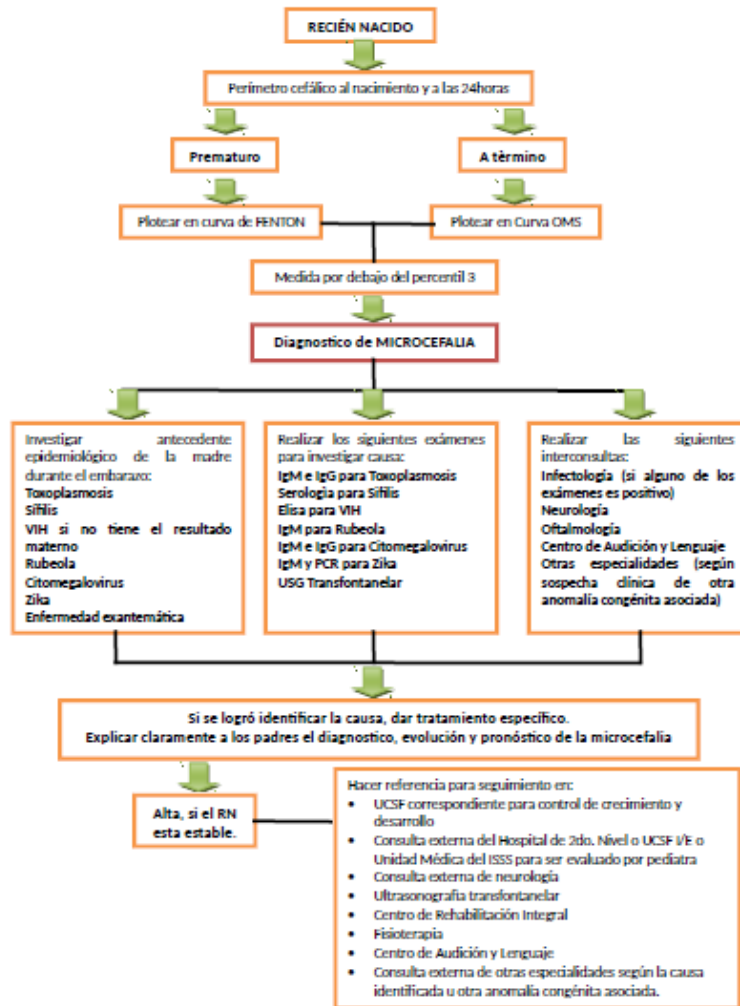 RECIÉN NACIDO
Perímetro cefálico al nacimiento y a las 24horas
Prematuro
A tèrmino
Plotear en curva de FENTON
Plotear en Curva OMS
Medida por debajo del percentil 3
Diagnostico de MICROCEFALIA
Investigar antecedente
epidemiológico de la madre
durante el embarazo:
Toxoplasmosis
Sífilis
VIH si no tiene el resultado
materno
Rubeola
Citomegalovirus
Zika
Enfermedad exantemática
Realizar los siguientes exámenes
para investigar causa:
IgM e IgG para Toxoplasmosis
Serologia para Sífilis
Elisa para VIH
IgM para Rubeola
IgM e IgG para Citomegalovirus
IgM y PCR para Zika
USG Transfontanelar
Realizar las siguientes
interconsultas:
Infectología (si alguno de los
exámenes es positivo)
Neurología
Oftalmología
Centro de Audición y Lenguaje
Otras especialidades (según
sospecha clínica de otra
anomalía congénita asociada)
Si se logró identificar la causa, dar tratamiento específico.
Explicar claramente a los padres el diagnostico, evolución y pronóstico de la microcefalia
Alta, si el RN
esta estable.
Hacer referencia para seguimiento en:
• UCSF correspondiente para control de crecimiento y
desarrollo
• Consulta externa del Hospital de 2do. Nivel o UCSF I/E o
Unidad Médica del ISSS para ser evaluado por pediatra
• Consulta externa de neurología
• Ultrasonografia transfontanelar
• Centro de Rehabilitación Integral
• Fisioterapia
• Centro de Audición y Lenguaje
• Consulta externa de otras especialidades según la causa
identificada u otra anomalía congénita asociada.